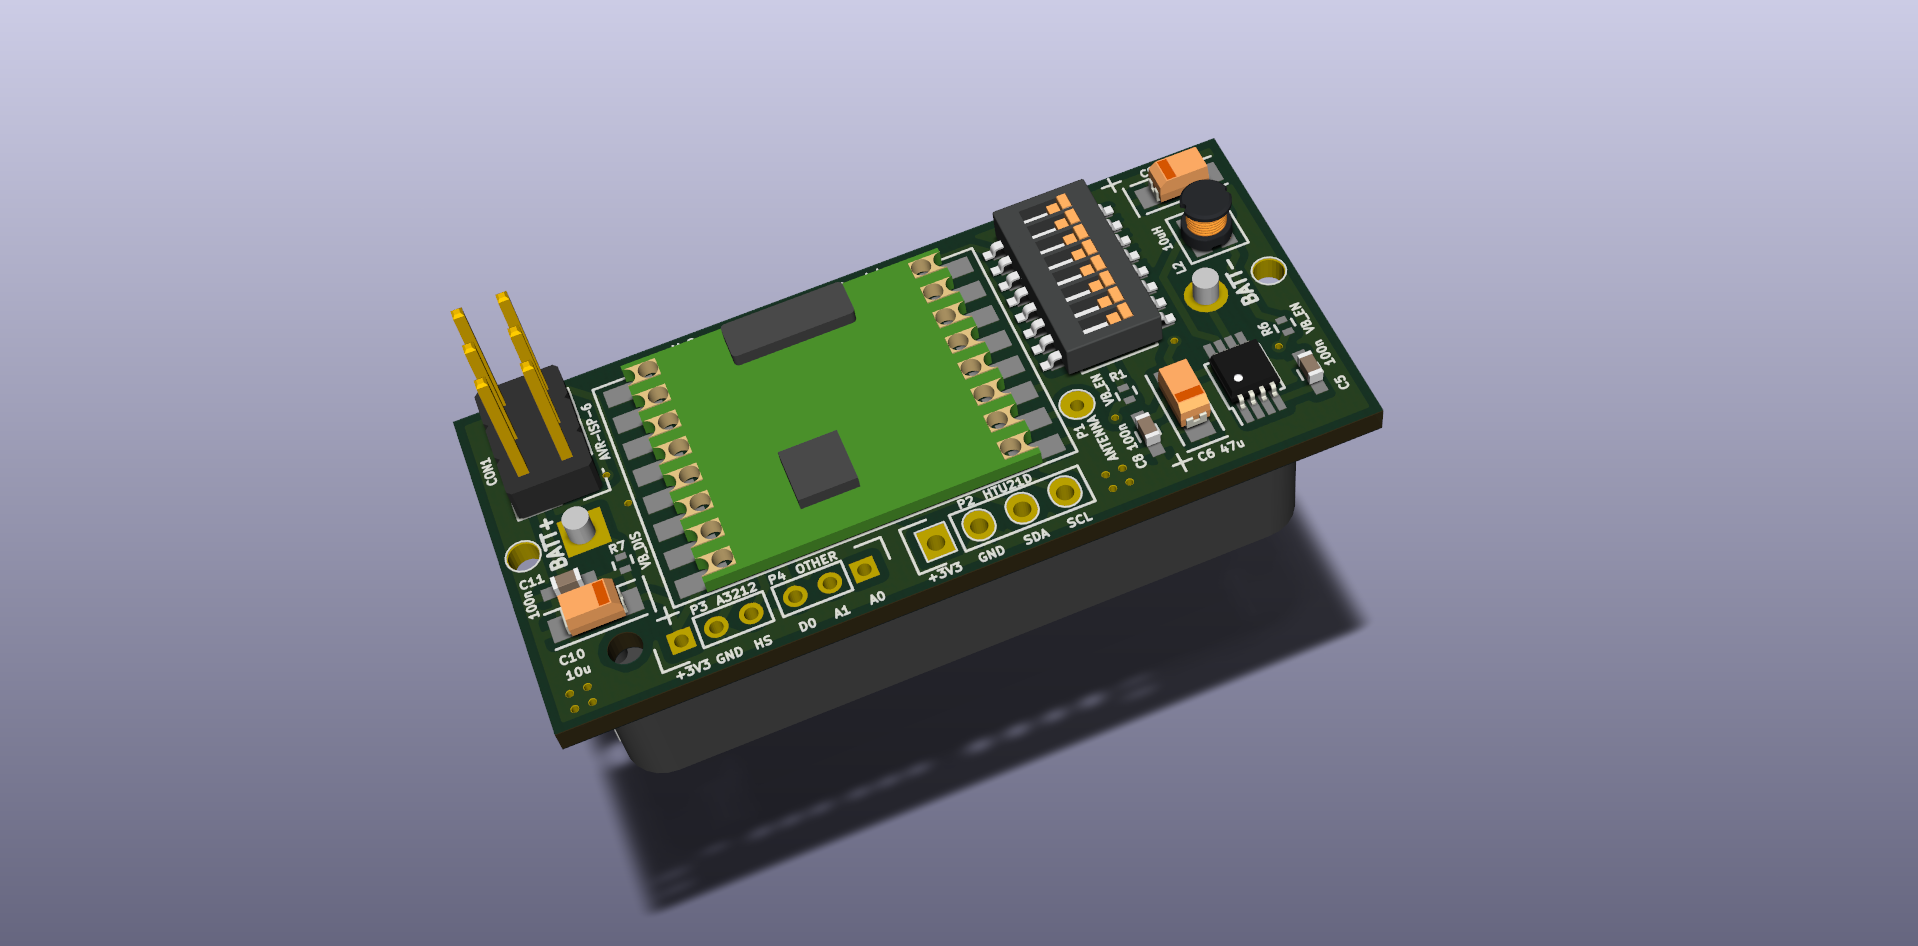 10uH
L2
BATT-
R6
VB_EN
100n
C5
AVR-ISP-6
CON1
R1
VB_EN
P1
ANTENNA
C8 100n
C6 47u
BATT+
R7
VB_DIS
C11
100n
C10
10u
P2 HTU21D
+3V3
GND
SDA
SCL
P3 A3212
+3V3
GND
HS
P4 OTHER
D0
A1
A0